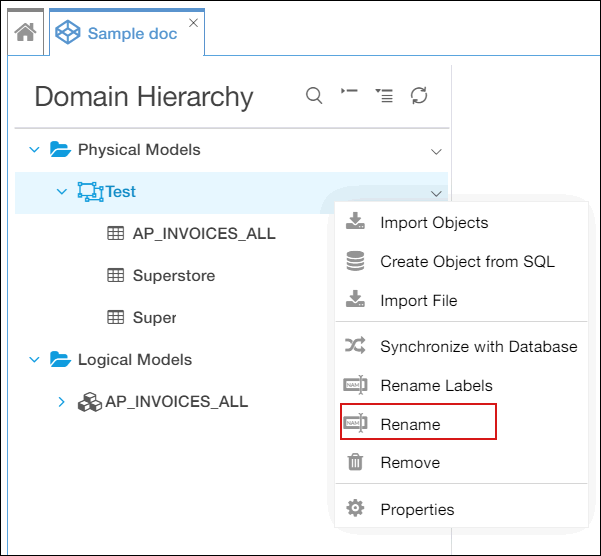 Sample doc
Domain Hierarchy
Physical Models
Test
AP_INVOICES_ALL
Superstore
Super
Logical Models
AP_INVOICES_ALL
Import Objects
Create Object from SQL
Import File
Synchronize with Database
Rename Labels
Rename
Remove
Properties